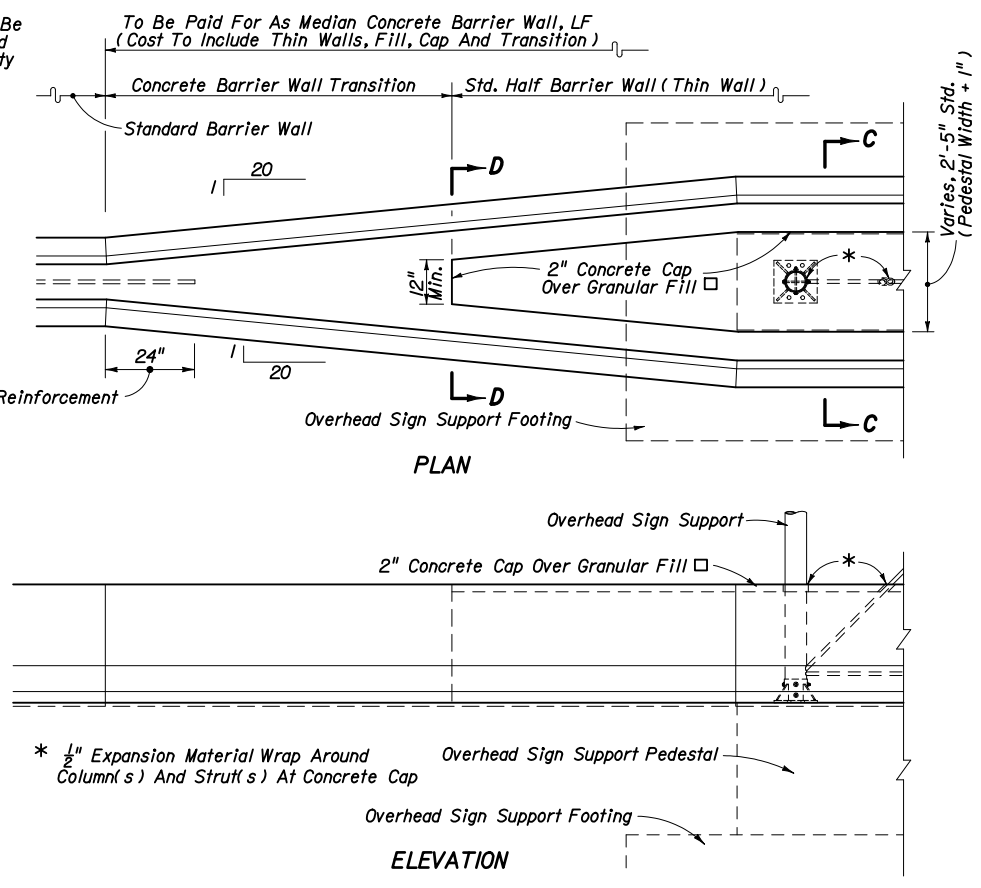 Be
d
ty
To Be Paid For As Median Concrete Barrier Wall, LF
(Cost To Include Thin Walls, Fill, Cap And Transition)
Concrete Barrier Wall Transition
Std. Half Barrier Wall (Thin Wall)
Standard Barrier Wall
20
1
D
C
Varies, 2'-5" Std.
(Pedestal Width + 1")
12"
Min.
2" Concrete Cap
Over Granular Fill □
*
24"
1
20
Reinforcement
D
C
Overhead Sign Support Footing
PLAN
Overhead Sign Support
2" Concrete Cap Over Granular Fill □
*
* 1/2" Expansion Material Wrap Around
Column(s) And Strut(s) At Concrete Cap
Overhead Sign Support Pedestal
Overhead Sign Support Footing
ELEVATION